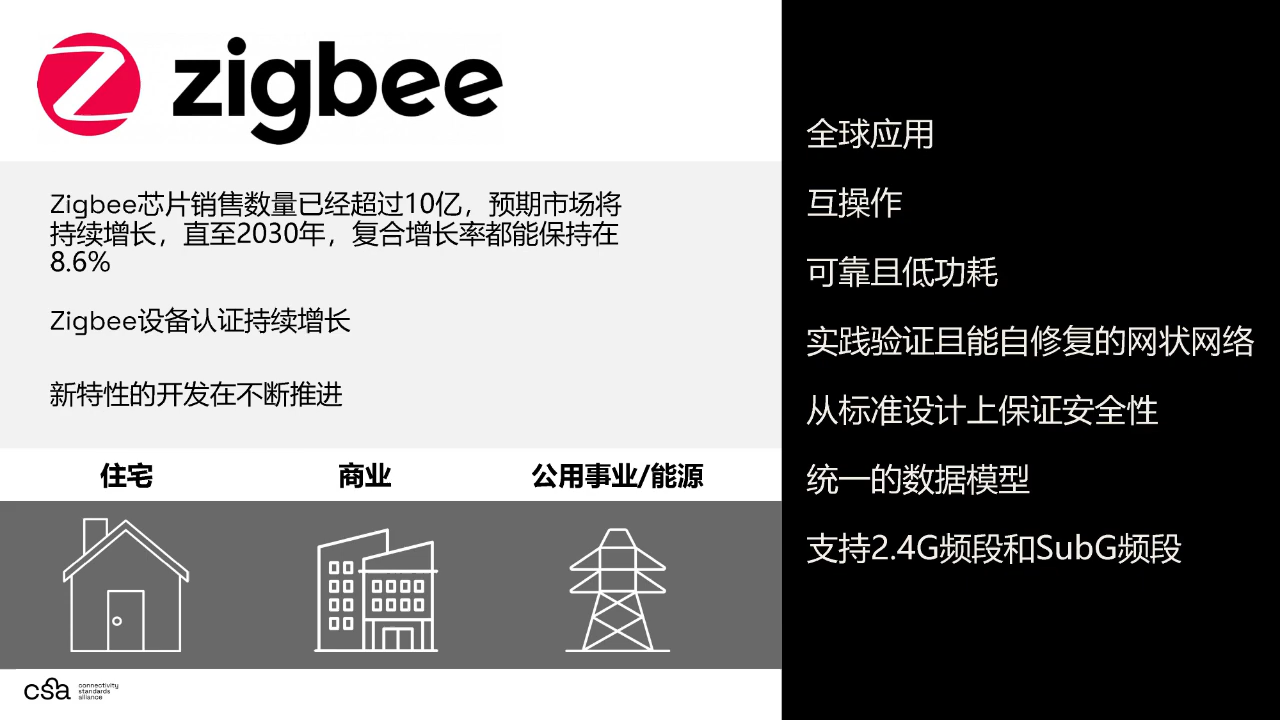 zigbee
Zigbee芯片销售数量已经超过10亿，预期市场将
持续增长，直至2030年，复合增长率都能保持在
8.6%
Zigbee设备认证持续增长
新特性的开发在不断推进
住宅
商业
公用事业/能源
csa
connectivity
standards
alliance
全球应用
互操作
可靠且低功耗
实践验证且能自修复的网状网络
从标准设计上保证安全性
统一的数据模型
支持2.4G频段和SubG频段